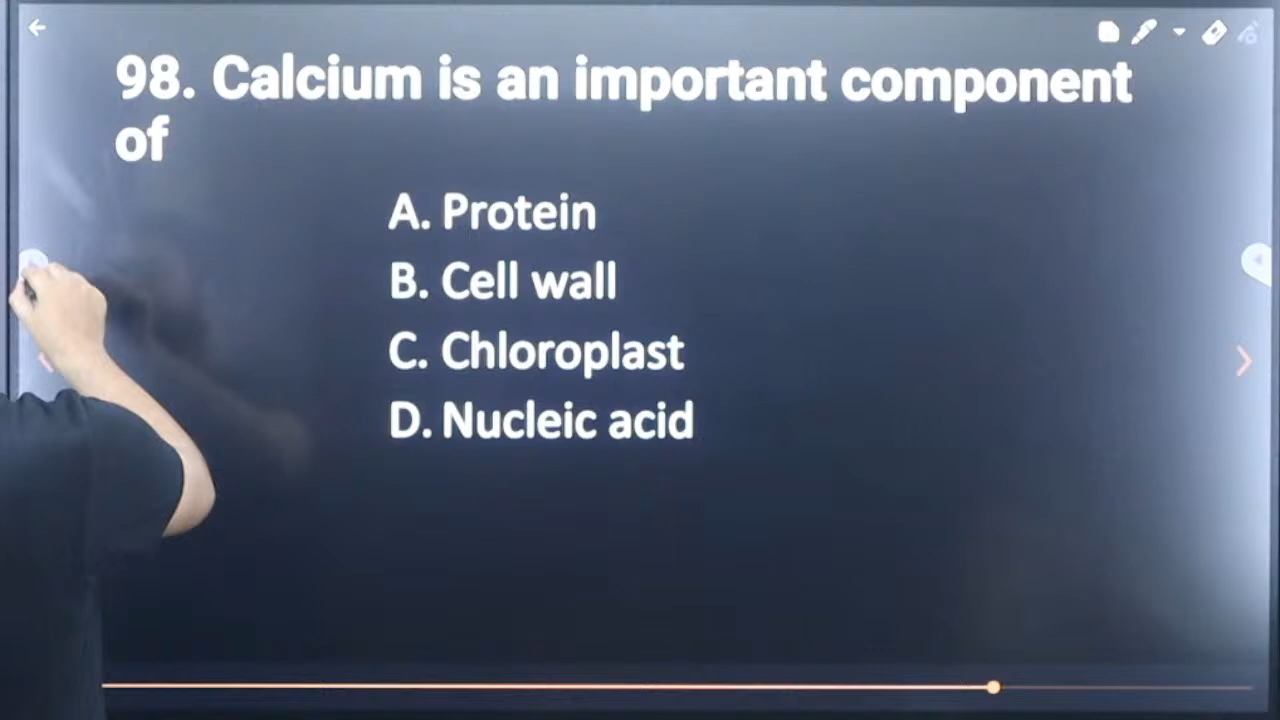 98. Calcium is an important component
of
A. Protein
B. Cell wall
C. Chloroplast
D. Nucleic acid